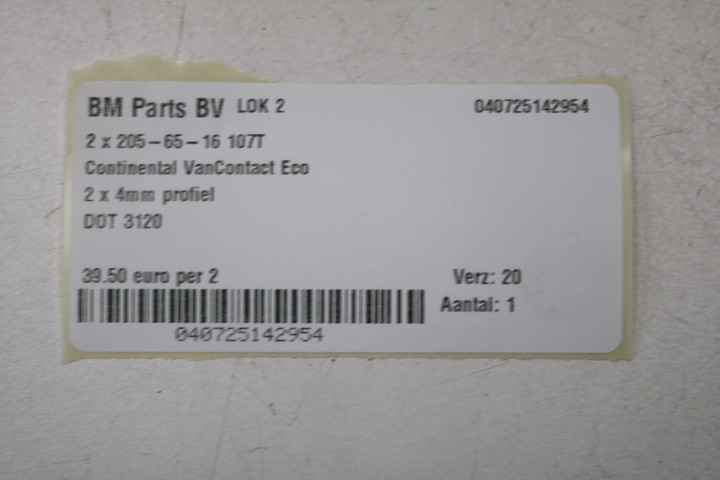 BM Parts BV LOK 2 040725142954
2 x 205-65-16 107T
Continental VanContact Eco
2 x 4mm profiel
DOT 3120
39.50 euro per 2 Verz: 20
Aantal: 1
040725142954